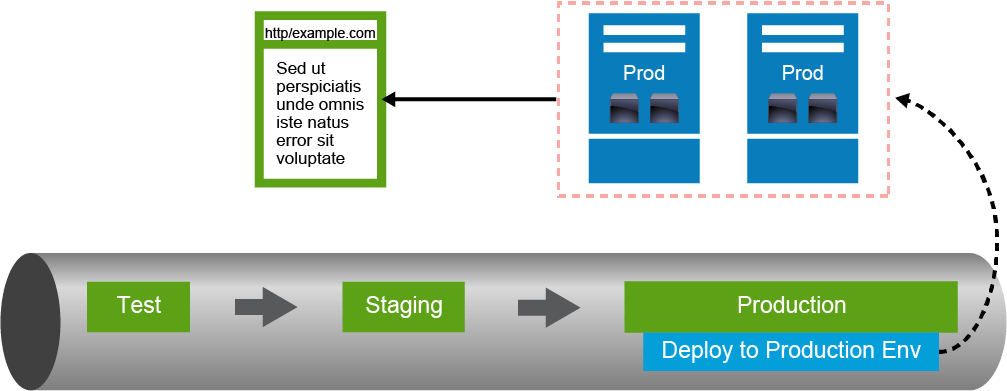 http/example.com
Sed ut
perspiciatis
unde omnis
iste natus
error sit
voluptate
Prod
Prod
Test
Staging
Production
Deploy to Production Env